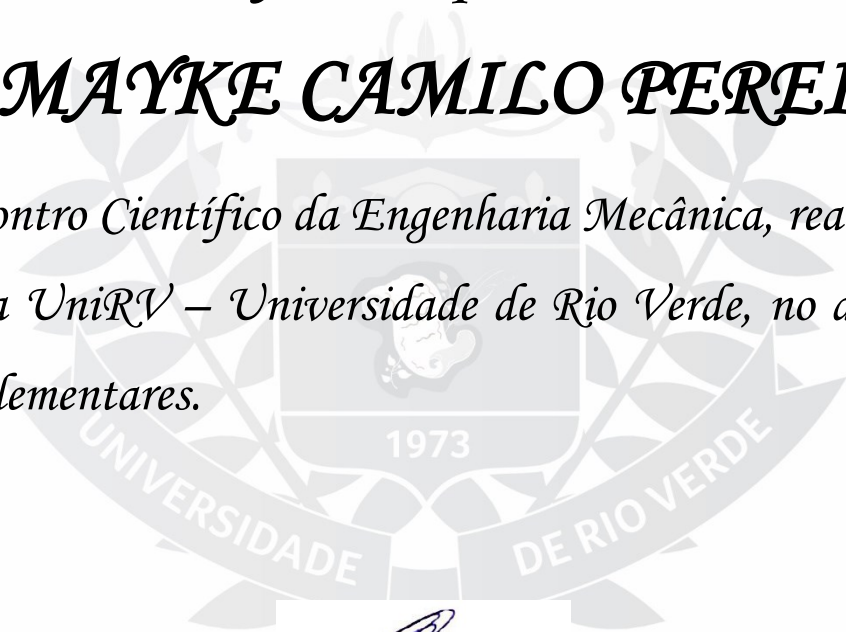 MAYKE CAMILO PEREI
ontro Científico da Engenharia Mecânica, rea
a UniRV – Universidade de Rio Verde, no d
lementares.
1973
UNIVERSIDADE DE RIO VERDE